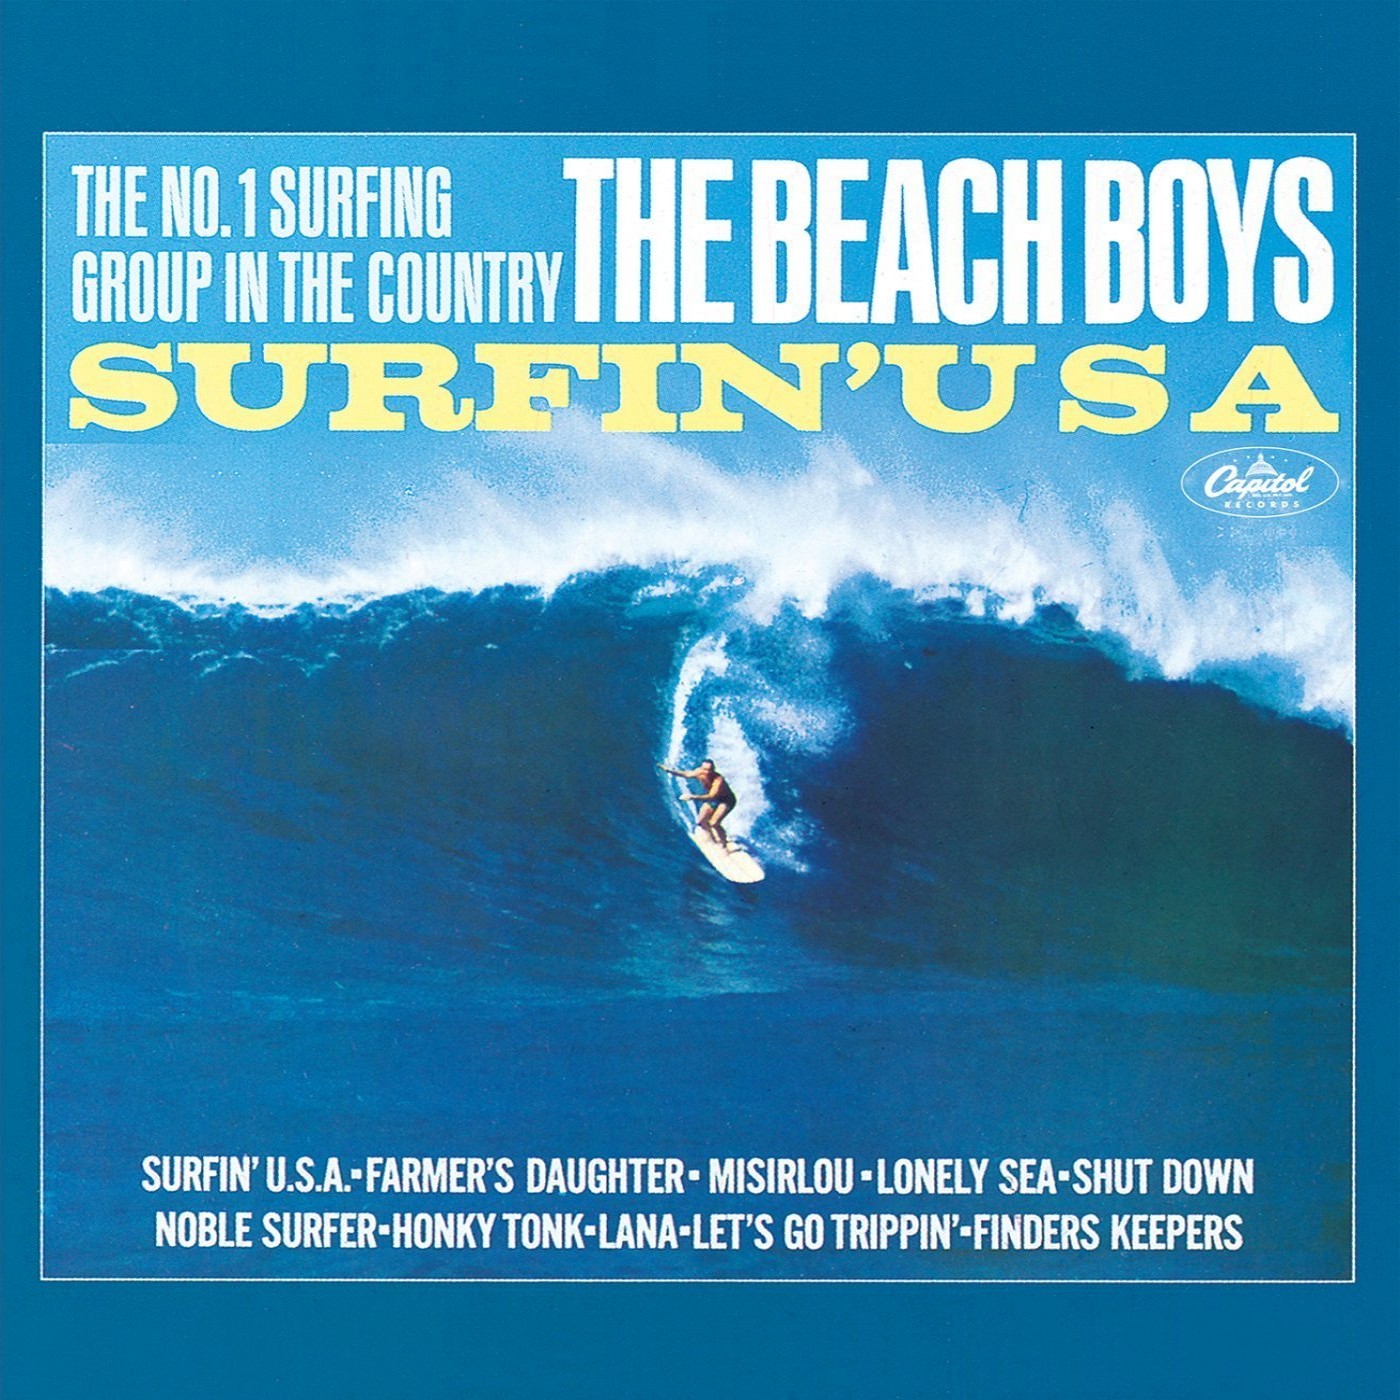 THE NO. 1 SURFING
GROUP IN THE COUNTRY
THE BEACH BOYS
SURFIN' USA
Capitol
RECORDS
SURFIN' U.S.A.•FARMER'S DAUGHTER• MISIRLOU •LONELY SEA•SHUT DOWN
NOBLE SURFER•HONKY TONK•LANA•LET'S GO TRIPPIN'•FINDERS KEEPERS